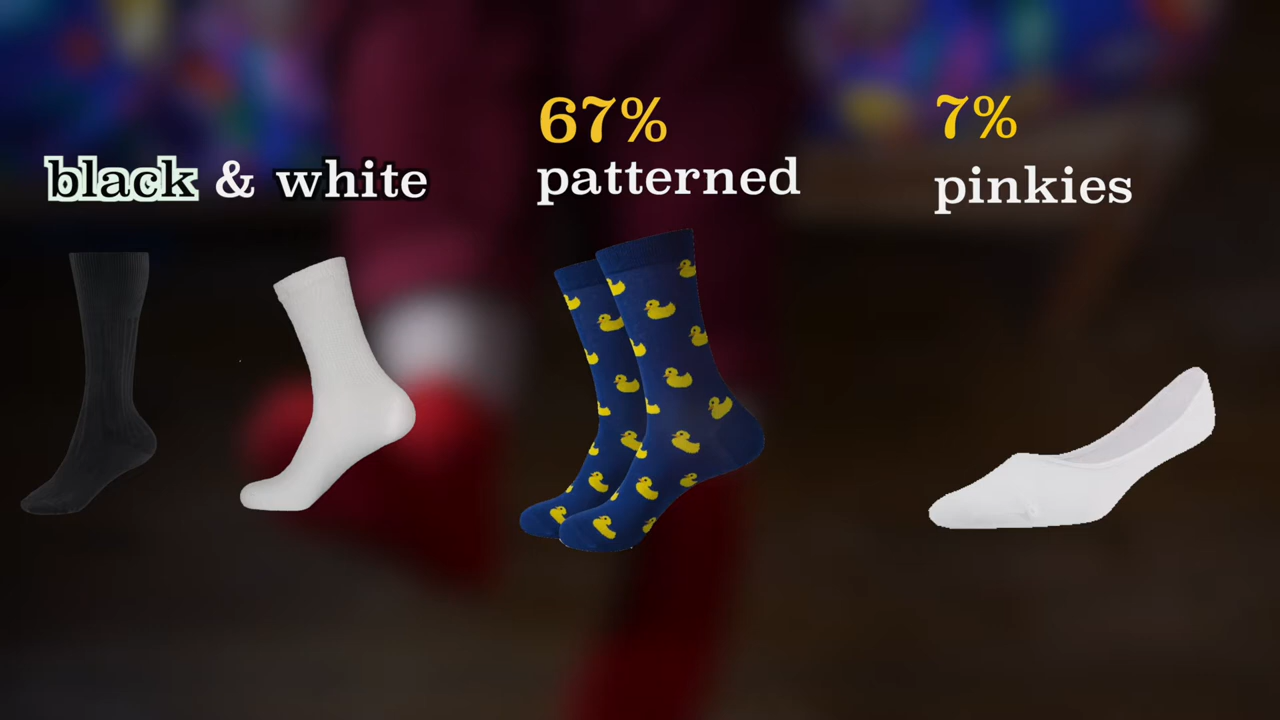 black & white
67%
patterned
7%
pinkies